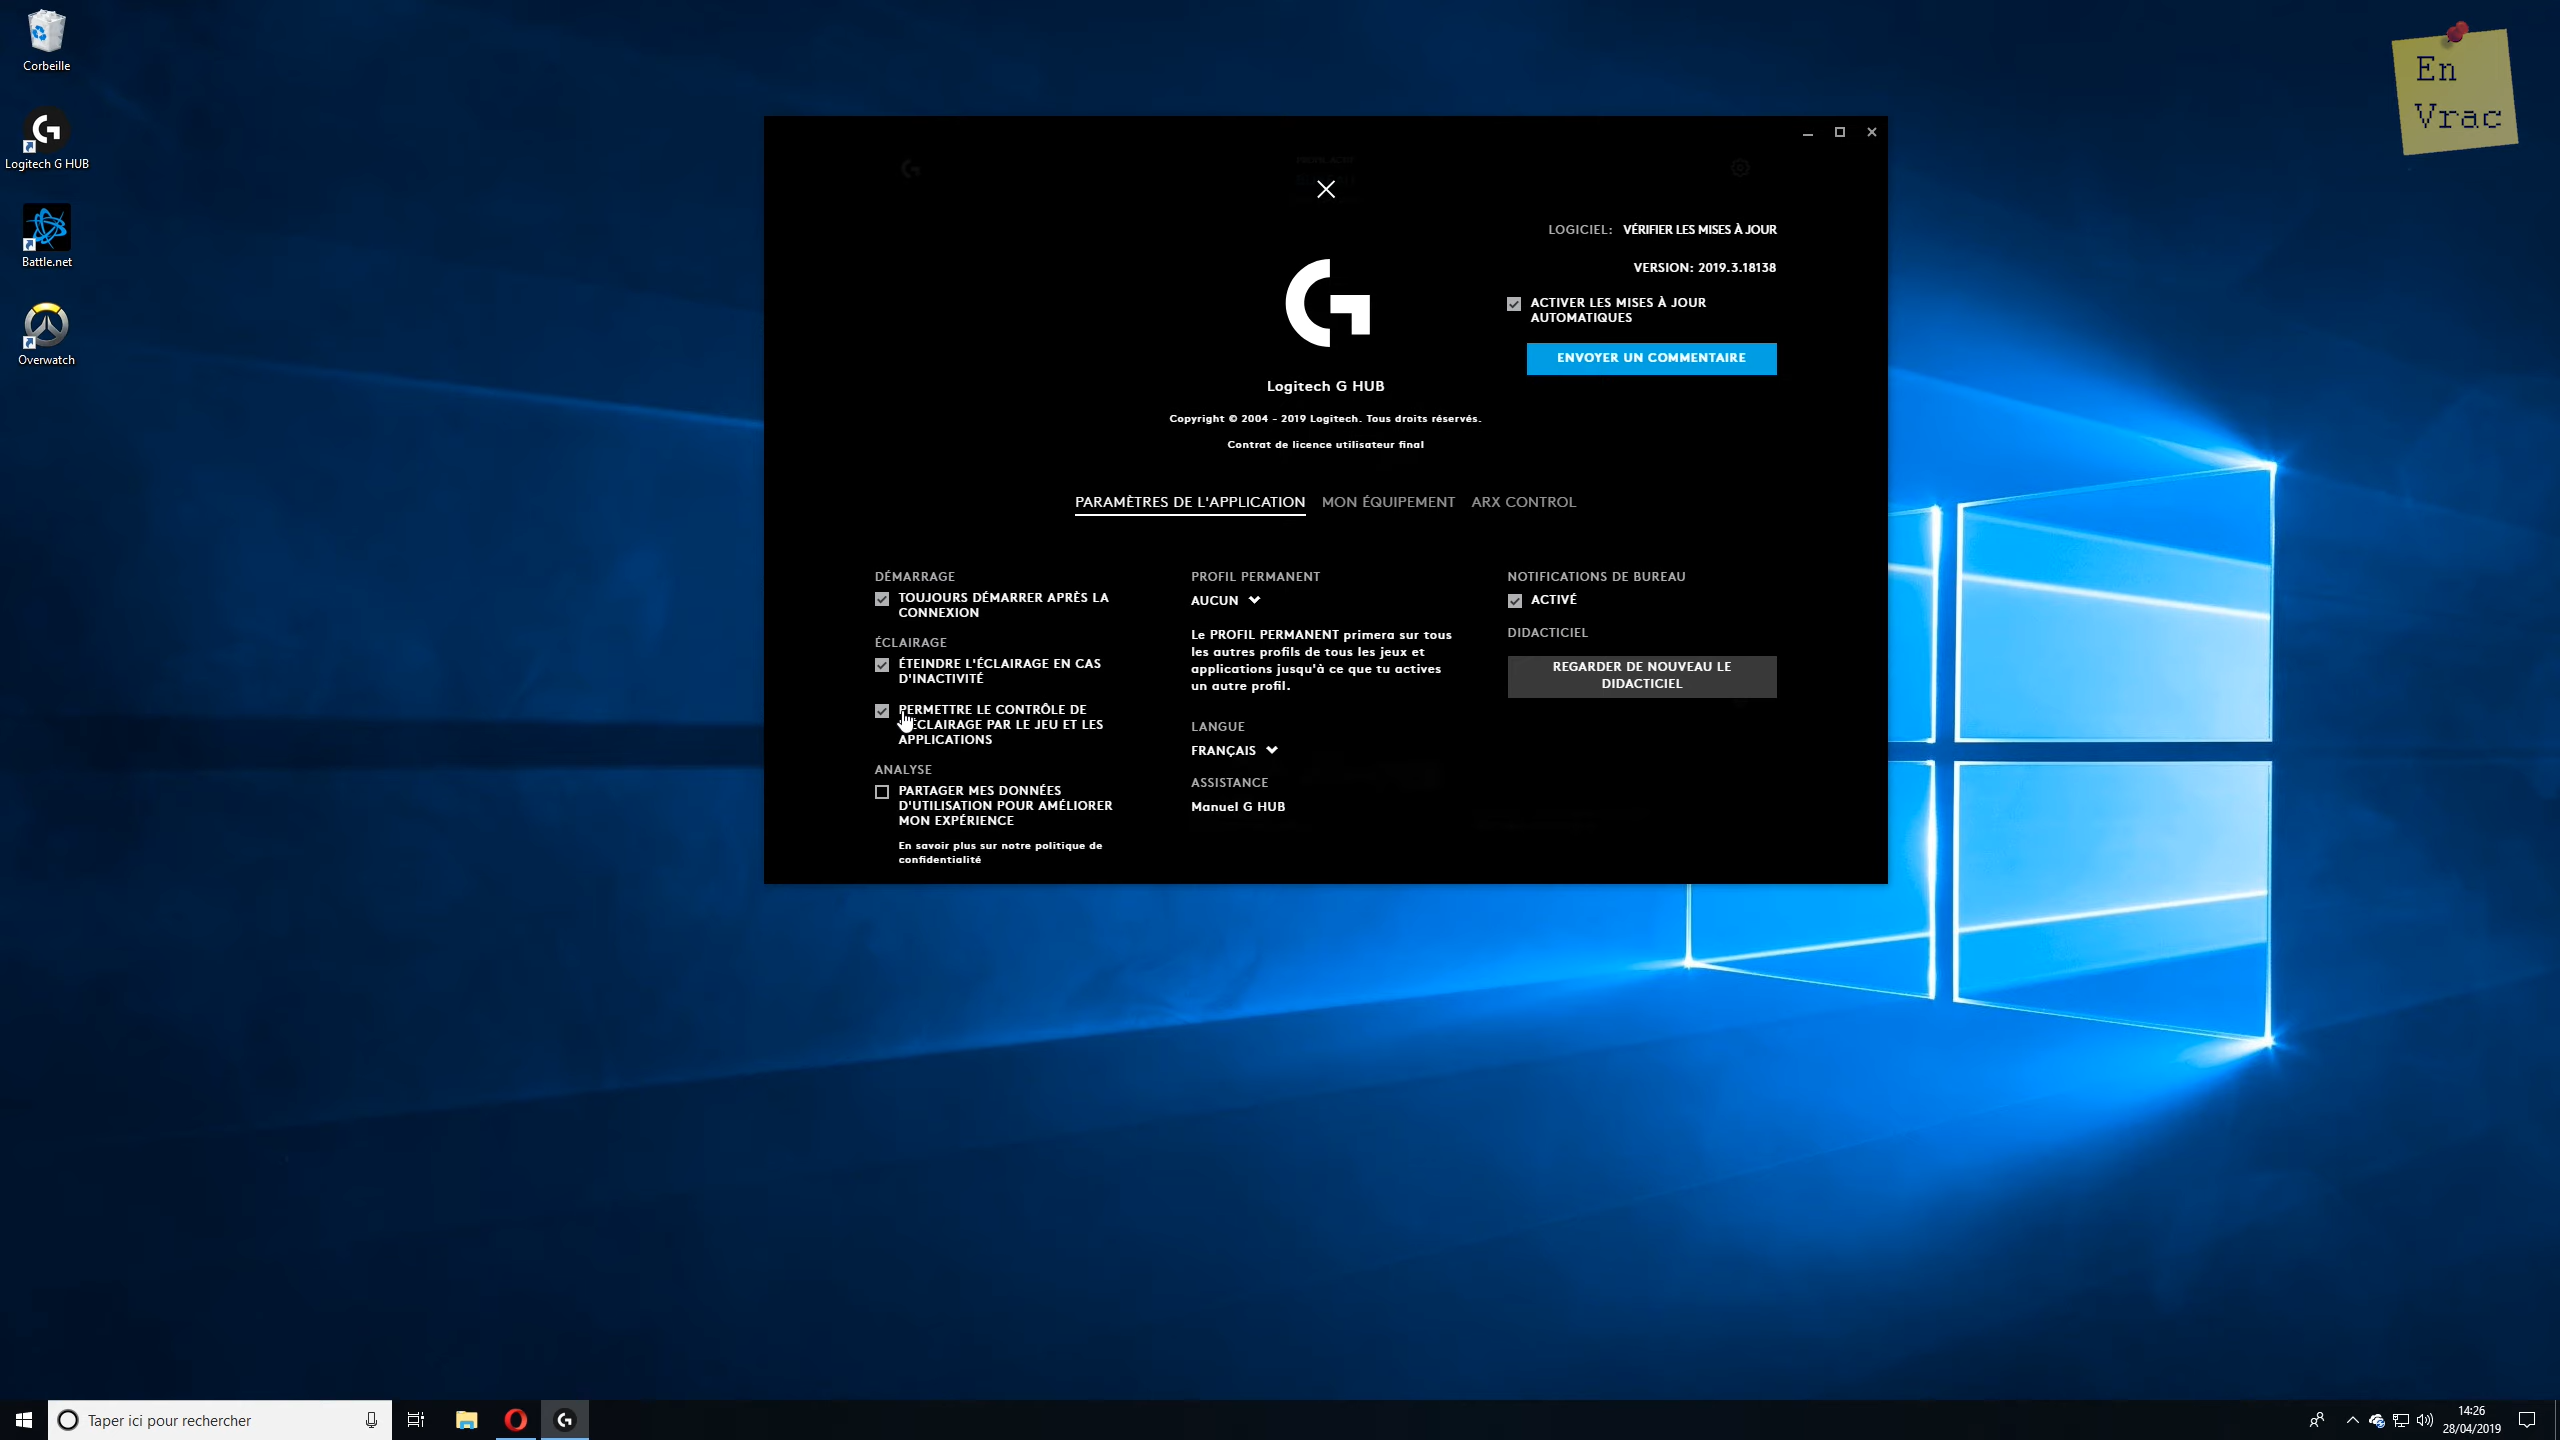 Corbeille
Logitech G HUB
Battle.net
Overwatch
En
Vrac
LOGICIEL: VÉRIFIER LES MISES À JOUR
VERSION: 2019.3.18138
ACTIVER LES MISES À JOUR
AUTOMATIQUES
ENVOYER UN COMMENTAIRE
Logitech G HUB
Copyright © 2004 - 2019 Logitech. Tous droits réservés.
Contrat de licence utilisateur final
PARAMÈTRES DE L'APPLICATION MON ÉQUIPEMENT ARX CONTROL
DÉMARRAGE
TOUJOURS DÉMARRER APRÈS LA
CONNEXION
ÉCLAIRAGE
ÉTEINDRE L'ÉCLAIRAGE EN CAS
D'INACTIVITÉ
PERMETTRE LE CONTRÔLE DE
L'ÉCLAIRAGE PAR LE JEU ET LES
APPLICATIONS
ANALYSE
PARTAGER MES DONNÉES
D'UTILISATION POUR AMÉLIORER
MON EXPÉRIENCE
En savoir plus sur notre politique de
confidentialité
PROFIL PERMANENT
AUCUN
Le PROFIL PERMANENT primera sur tous
les autres profils de tous les jeux et
applications jusqu'à ce que tu actives
un autre profil.
LANGUE
FRANÇAIS
ASSISTANCE
Manuel G HUB
NOTIFICATIONS DE BUREAU
ACTIVÉ
DIDACTICIEL
REGARDER DE NOUVEAU LE
DIDACTICIEL
Taper ici pour rechercher
14:26
28/04/2019